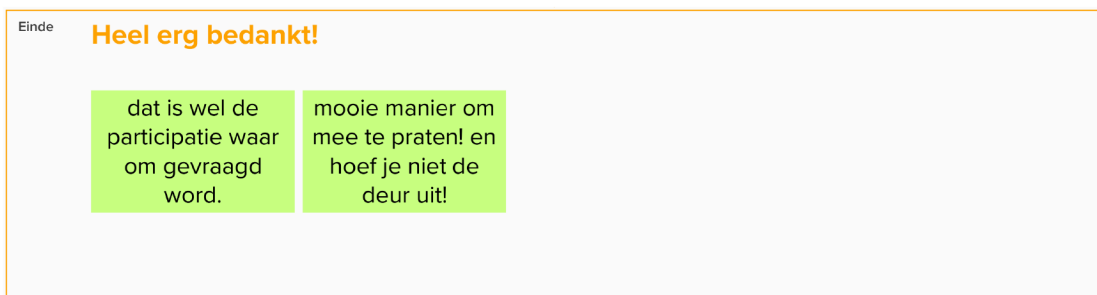 Einde
Heel erg bedankt!
dat is wel de
participatie waar
om gevraagd
word.
mooie manier om
mee te praten! en
hoef je niet de
deur uit!